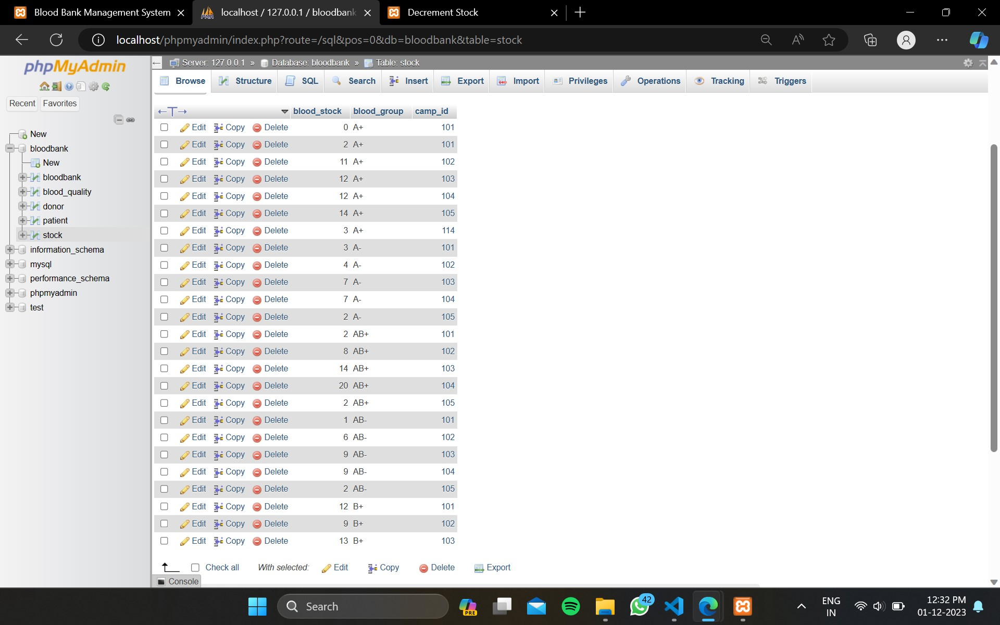 Blood Bank Management System
localhost / 127.0.0.1 / bloodbank
Decrement Stock
localhost/phpmyadmin/index.php?route=/sql&pos=0&db=bloodbank&table=stock
phpMyAdmin
Recent Favorites
New
bloodbank
New
bloodbank
blood_quality
donor
patient
stock
information_schema
mysql
performance_schema
phpmyadmin
test
Server: 127.0.0.1 » Database: bloodbank » Table: stock
Browse Structure SQL Search Insert Export Import Privileges Operations Tracking Triggers
←T→ blood_stock blood_group camp_id
Edit Copy Delete 0 A+ 101
Edit Copy Delete 2 A+ 101
Edit Copy Delete 11 A+ 102
Edit Copy Delete 12 A+ 103
Edit Copy Delete 12 A+ 104
Edit Copy Delete 14 A+ 105
Edit Copy Delete 3 A+ 114
Edit Copy Delete 3 A- 101
Edit Copy Delete 4 A- 102
Edit Copy Delete 7 A- 103
Edit Copy Delete 7 A- 104
Edit Copy Delete 2 A- 105
Edit Copy Delete 2 AB+ 101
Edit Copy Delete 8 AB+ 102
Edit Copy Delete 14 AB+ 103
Edit Copy Delete 20 AB+ 104
Edit Copy Delete 2 AB+ 105
Edit Copy Delete 1 AB- 101
Edit Copy Delete 6 AB- 102
Edit Copy Delete 9 AB- 103
Edit Copy Delete 9 AB- 104
Edit Copy Delete 2 AB- 105
Edit Copy Delete 12 B+ 101
Edit Copy Delete 9 B+ 102
Edit Copy Delete 13 B+ 103
Check all With selected: Edit Copy Delete Export
Console
Search
PRE
42
ENG
IN
12:32 PM
01-12-2023